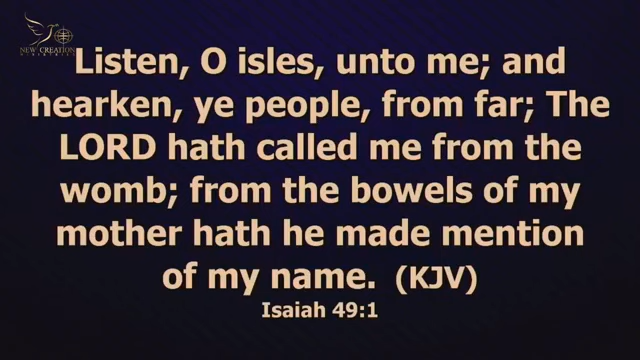 NEW CREATION
MINISTRIES
Listen, O isles, unto me; and
hearken, ye people, from far; The
LORD hath called me from the
womb; from the bowels of my
mother hath he made mention
of my name. (KJV)
Isaiah 49:1